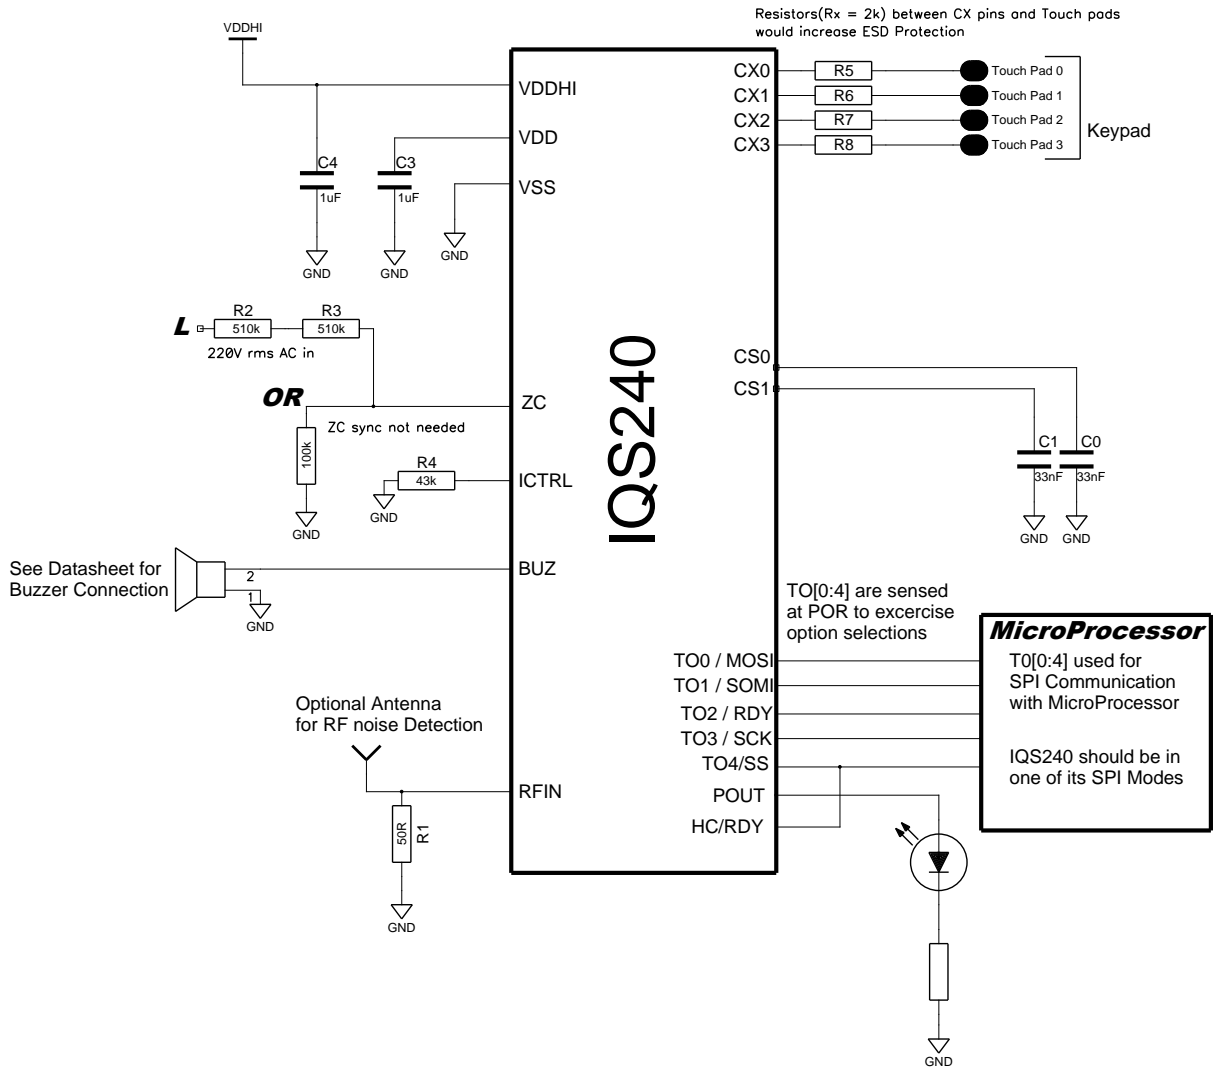 Resistors(Rx = 2k) between CX pins and Touch pads
would increase ESD Protection
VDDHI
VDDHI
VDD
VSS
C4
1uF
GND
C3
1uF
GND
GND
CX0
CX1
CX2
CX3
R5
R6
R7
R8
Touch Pad 0
Touch Pad 1
Touch Pad 2
Touch Pad 3
Keypad
L
R2
510k
R3
510k
220V rms AC in
OR
ZC
ZC sync not needed
100k
GND
R4
43k
GND
ICTRL
IQS240
CS0
CS1
C1
33nF
GND
C0
33nF
GND
See Datasheet for
Buzzer Connection
2
1
GND
BUZ
TO[0:4] are sensed
at POR to excercise
option selections
TO0 / MOSI
TO1 / SOMI
TO2 / RDY
TO3 / SCK
TO4/SS
POUT
HC/RDY
MicroProcessor
T0[0:4] used for
SPI Communication
with MicroProcessor
IQS240 should be in
one of its SPI Modes
Optional Antenna
for RF noise Detection
RFIN
50R
R1
GND
GND